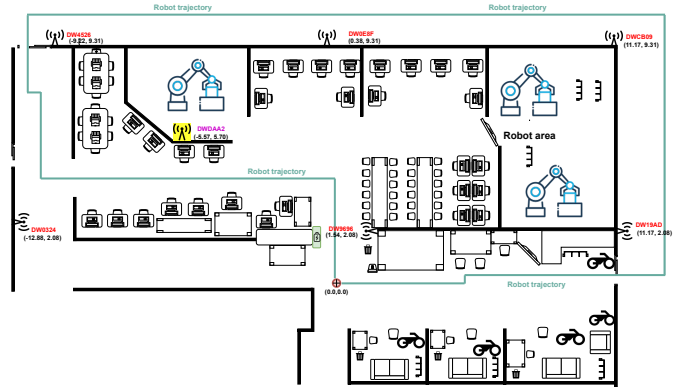 Robot trajectory
Robot trajectory
DW4526
(-9.22, 9.31)
DW0E8F
(0.38, 9.31)
DWCB09
(11.17, 9.31)
DWDAA2
(-5.57, 5.70)
Robot area
Robot trajectory
DW0324
(-12.88, 2.08)
DW9696
(1.54, 2.08)
DW19AD
(11.17, 2.08)
(0.0,0.0)
Robot trajectory